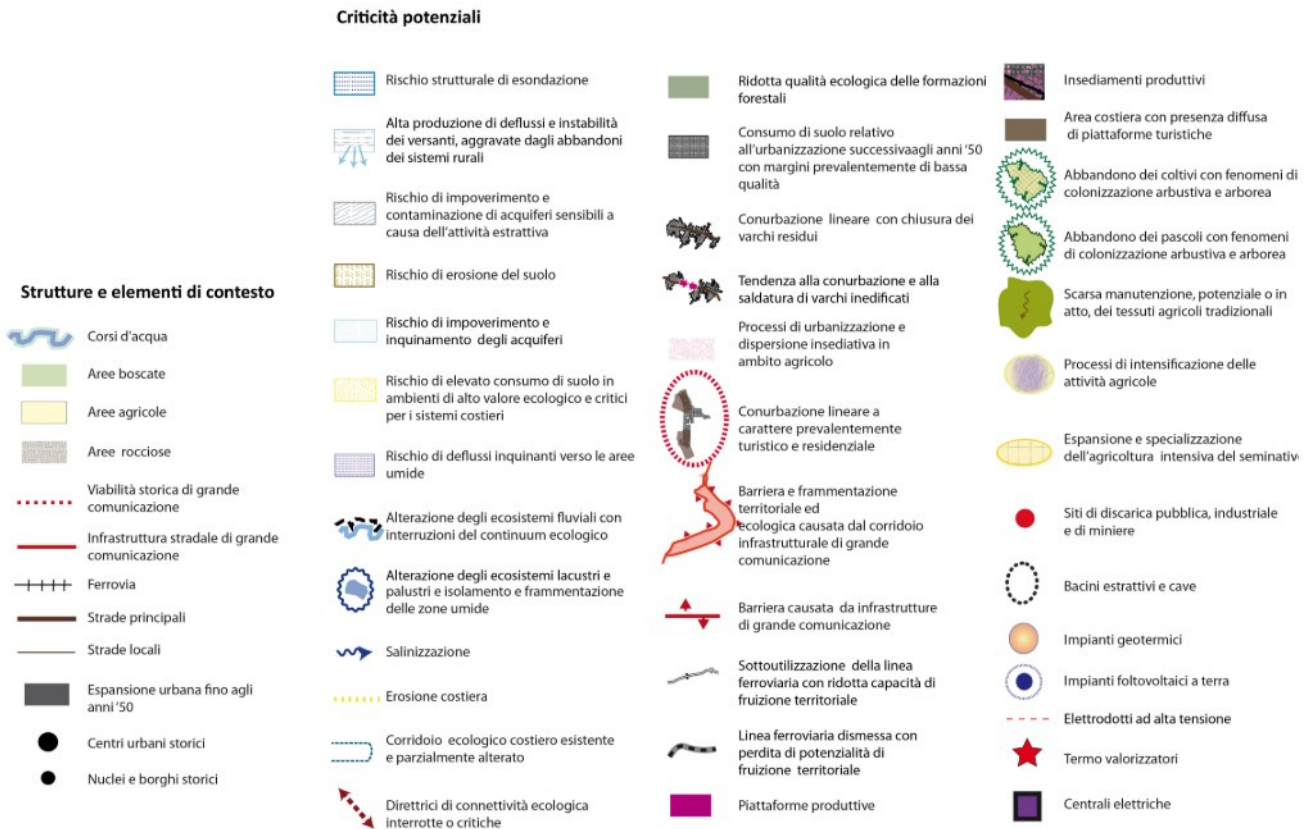 Criticità potenziali
Strutture e elementi di contesto
Corsi d'acqua
Aree boscate
Aree agricole
Aree rocciose
Viabilità storica di grande
comunicazione
Infrastruttura stradale di grande
comunicazione
Ferrovia
Strade principali
Strade locali
Espansione urbana fino agli
anni '50
Centri urbani storici
Nuclei e borghi storici
Rischio strutturale di esondazione
Alta produzione di deflussi e instabilità
dei versanti, aggravate dagli abbandoni
dei sistemi rurali
Rischio di impoverimento e
contaminazione di acquiferi sensibili a
causa dell'attività estrattiva
Rischio di erosione del suolo
Rischio di impoverimento e
inquinamento degli acquiferi
Rischio di elevato consumo di suolo in
ambienti di alto valore ecologico e critici
per i sistemi costieri
Rischio di deflussi inquinanti verso le aree
umide
Alterazione degli ecosistemi fluviali con
interruzioni del continuum ecologico
Alterazione degli ecosistemi lacustri e
palustri e isolamento e frammentazione
delle zone umide
Salinizzazione
Erosione costiera
Corridoio ecologico costiero esistente
e parzialmente alterato
Direttrici di connettività ecologica
interrotte o critiche
Ridotta qualità ecologica delle formazioni
forestali
Consumo di suolo relativo
all'urbanizzazione successivaagli anni '50
con margini prevalentemente di bassa
qualità
Conurbazione lineare con chiusura dei
varchi residui
Tendenza alla conurbazione e alla
saldatura di varchi inedificati
Processi di urbanizzazione e
dispersione insediativa in
ambito agricolo
Conurbazione lineare a
carattere prevalentemente
turistico e residenziale
Barriera e frammentazione
territoriale ed
ecologica causata dal corridoio
infrastrutturale di grande
comunicazione
Barriera causata da infrastrutture
di grande comunicazione
Sottoutilizzazione della linea
ferroviaria con ridotta capacità di
fruizione territoriale
Linea ferroviaria dismessa con
perdita di potenzialità di
fruizione territoriale
Piattaforme produttive
Insediamenti produttivi
Area costiera con presenza diffusa
di piattaforme turistiche
Abbandono dei coltivi con fenomeni di
colonizzazione arbustiva e arborea
Abbandono dei pascoli con fenomeni
di colonizzazione arbustiva e arborea
Scarsa manutenzione, potenziale o in
atto, dei tessuti agricoli tradizionali
Processi di intensificazione delle
attività agricole
Espansione e specializzazione
dell'agricoltura intensiva del seminativ
Siti di discarica pubblica, industriale
e di miniere
Bacini estrattivi e cave
Impianti geotermici
Impianti foltovoltaici a terra
Elettrodotti ad alta tensione
Termo valorizzatori
Centrali elettriche